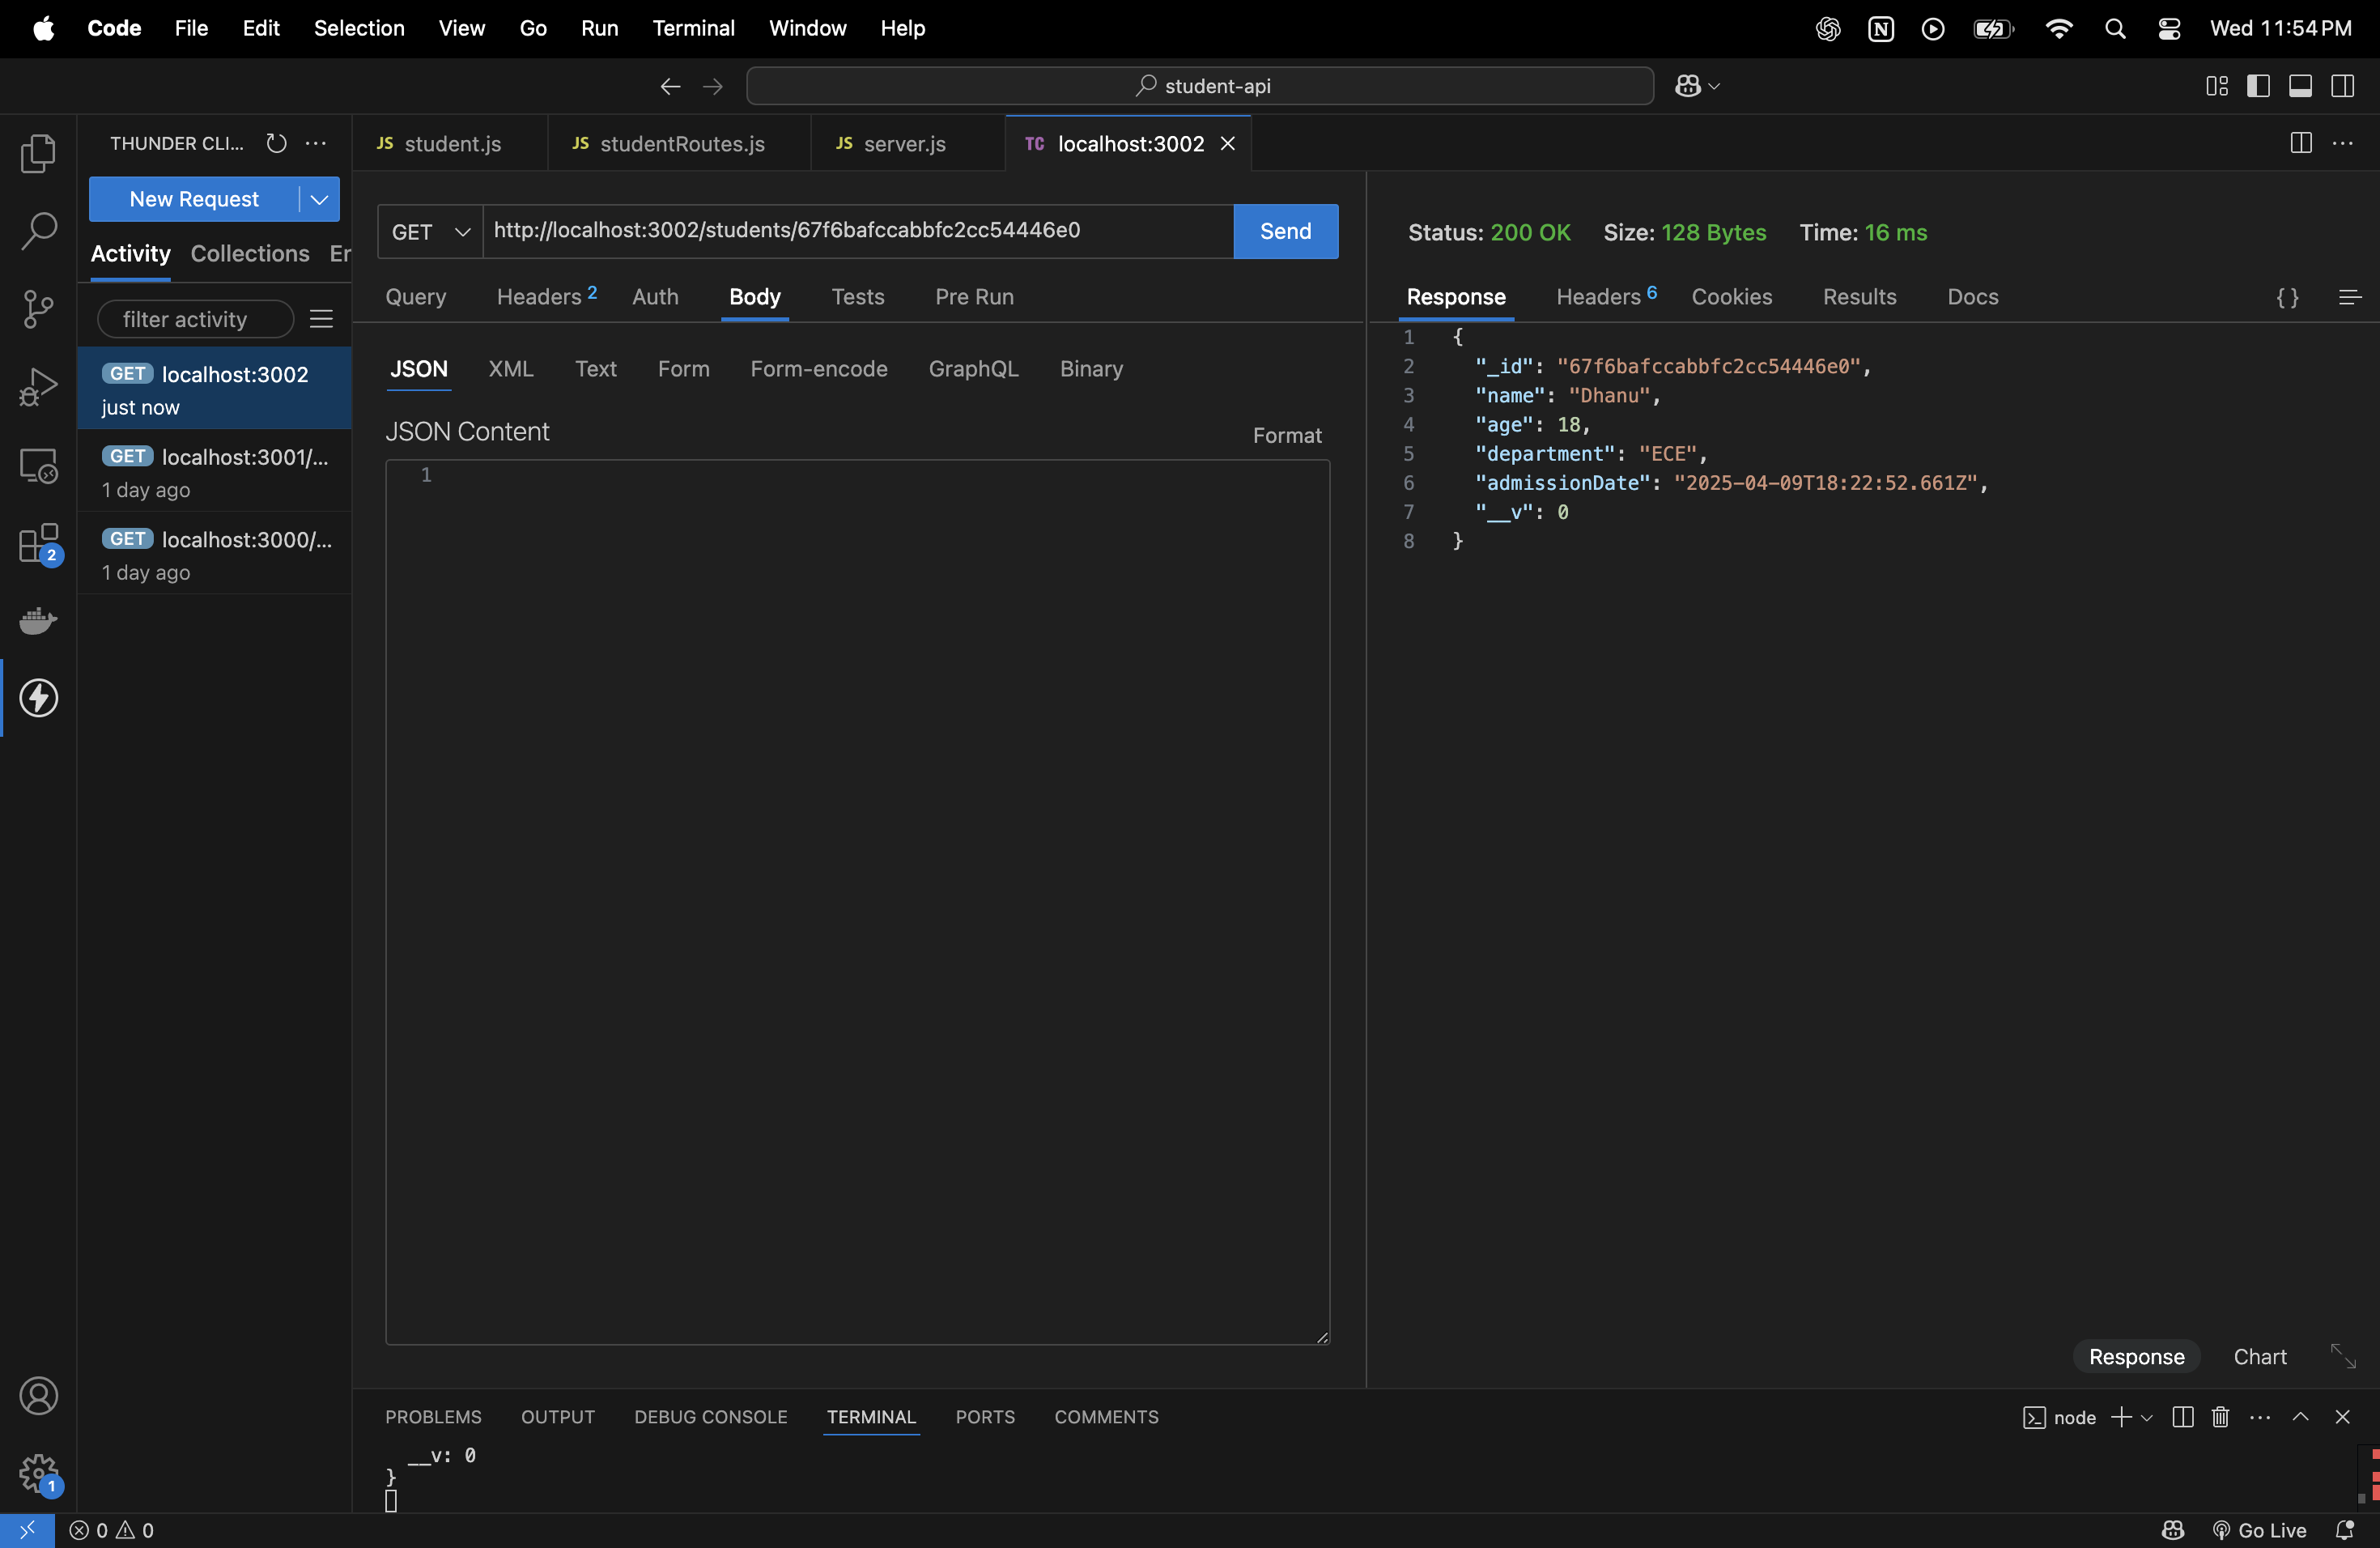 Code File Edit Selection View Go Run Terminal Window Help Wed 11:54 PM
student-api
THUNDER CLI...
JS student.js
JS studentRoutes.js
JS server.js
TC localhost:3002
New Request
Activity Collections En
filter activity
GET localhost:3002
just now
GET localhost:3001/...
1 day ago
GET localhost:3000/...
1 day ago
2
1
GET http://localhost:3002/students/67f6bafccabbfc2cc54446e0 Send
Query Headers 2 Auth Body Tests Pre Run
JSON XML Text Form Form-encode GraphQL Binary
JSON Content Format
1
Status: 200 OK Size: 128 Bytes Time: 16 ms
Response Headers 6 Cookies Results Docs { }
1 {
2 "_id": "67f6bafccabbfc2cc54446e0",
3 "name": "Dhanu",
4 "age": 18,
5 "department": "ECE",
6 "admissionDate": "2025-04-09T18:22:52.661Z",
7 "__v": 0
8 }
Response Chart
PROBLEMS OUTPUT DEBUG CONSOLE TERMINAL PORTS COMMENTS node
__v: 0
}
0 0 Go Live